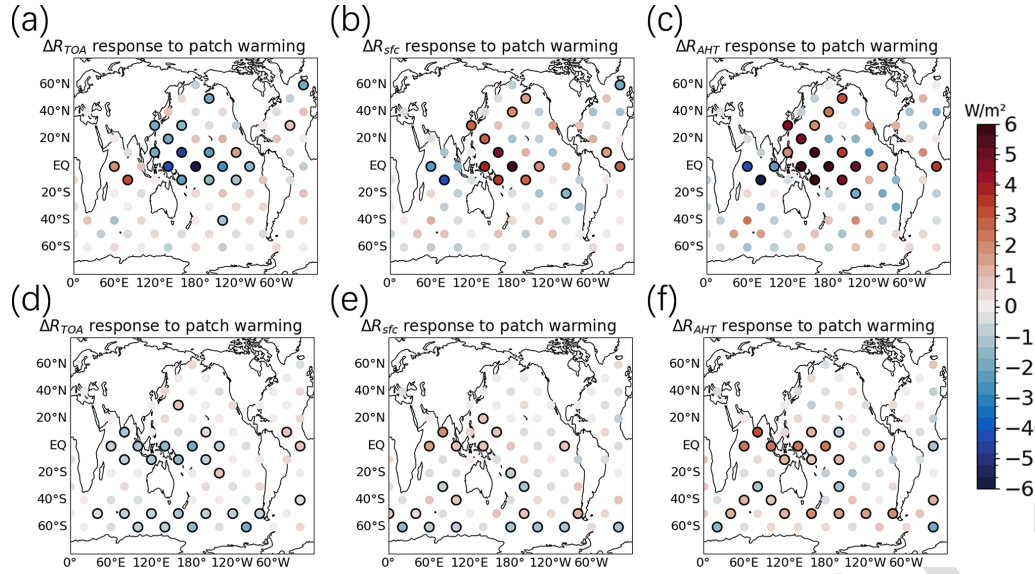 (a) (b) (c)
ΔR_TOA response to patch warming ΔR_sfc response to patch warming ΔR_AHT response to patch warming
60°N 60°N 60°N
40°N 40°N 40°N
20°N 20°N 20°N
EQ EQ EQ
20°S 20°S 20°S
40°S 40°S 40°S
60°S 60°S 60°S
0° 60°E 120°E 180° 120°W 60°W 0° 60°E 120°E 180° 120°W 60°W 0° 60°E 120°E 180° 120°W 60°W
W/m²
6
5
4
3
2
1
0
−1
−2
−3
−4
−5
−6
(d) (e) (f)
ΔR_TOA response to patch warming ΔR_sfc response to patch warming ΔR_AHT response to patch warming
60°N 60°N 60°N
40°N 40°N 40°N
20°N 20°N 20°N
EQ EQ EQ
20°S 20°S 20°S
40°S 40°S 40°S
60°S 60°S 60°S
0° 60°E 120°E 180° 120°W 60°W 0° 60°E 120°E 180° 120°W 60°W 0° 60°E 120°E 180° 120°W 60°W